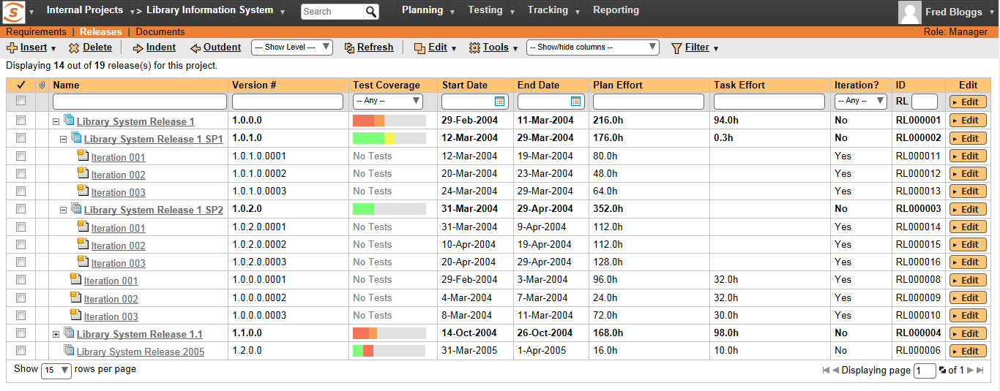 Internal Projects > Library Information System Search Planning Testing Tracking Reporting Fred Bloggs
Requirements | Releases | Documents Role: Manager
Insert Delete Indent Outdent --- Show Level --- Refresh Edit Tools -- Show/hide columns -- Filter
Displaying 14 out of 19 release(s) for this project.
Name Version # Test Coverage Start Date End Date Plan Effort Task Effort Iteration? ID Edit
-- Any -- -- Any -- RL Edit
Library System Release 1 1.0.0.0 29-Feb-2004 11-Mar-2004 216.0h 94.0h No RL000001 Edit
Library System Release 1 SP1 1.0.1.0 12-Mar-2004 29-Mar-2004 176.0h 0.3h No RL000002 Edit
Iteration 001 1.0.1.0.0001 No Tests 12-Mar-2004 19-Mar-2004 80.0h Yes RL000011 Edit
Iteration 002 1.0.1.0.0002 No Tests 20-Mar-2004 23-Mar-2004 48.0h Yes RL000012 Edit
Iteration 003 1.0.1.0.0003 No Tests 24-Mar-2004 29-Mar-2004 64.0h Yes RL000013 Edit
Library System Release 1 SP2 1.0.2.0 31-Mar-2004 29-Apr-2004 352.0h No RL000003 Edit
Iteration 001 1.0.2.0.0001 No Tests 31-Mar-2004 9-Apr-2004 112.0h Yes RL000014 Edit
Iteration 002 1.0.2.0.0002 No Tests 10-Apr-2004 19-Apr-2004 112.0h Yes RL000015 Edit
Iteration 003 1.0.2.0.0003 No Tests 20-Apr-2004 29-Apr-2004 128.0h Yes RL000016 Edit
Iteration 001 1.0.0.0.0001 No Tests 29-Feb-2004 3-Mar-2004 96.0h 32.0h Yes RL000008 Edit
Iteration 002 1.0.0.0.0002 No Tests 4-Mar-2004 7-Mar-2004 24.0h 32.0h Yes RL000009 Edit
Iteration 003 1.0.0.0.0003 No Tests 8-Mar-2004 11-Mar-2004 72.0h 30.0h Yes RL000010 Edit
Library System Release 1.1 1.1.0.0 14-Oct-2004 26-Oct-2004 168.0h 98.0h No RL000004 Edit
Library System Release 2005 1.2.0.0 31-Mar-2005 1-Apr-2005 16.0h 10.0h No RL000006 Edit
Show 15 rows per page Displaying page 1 of 1